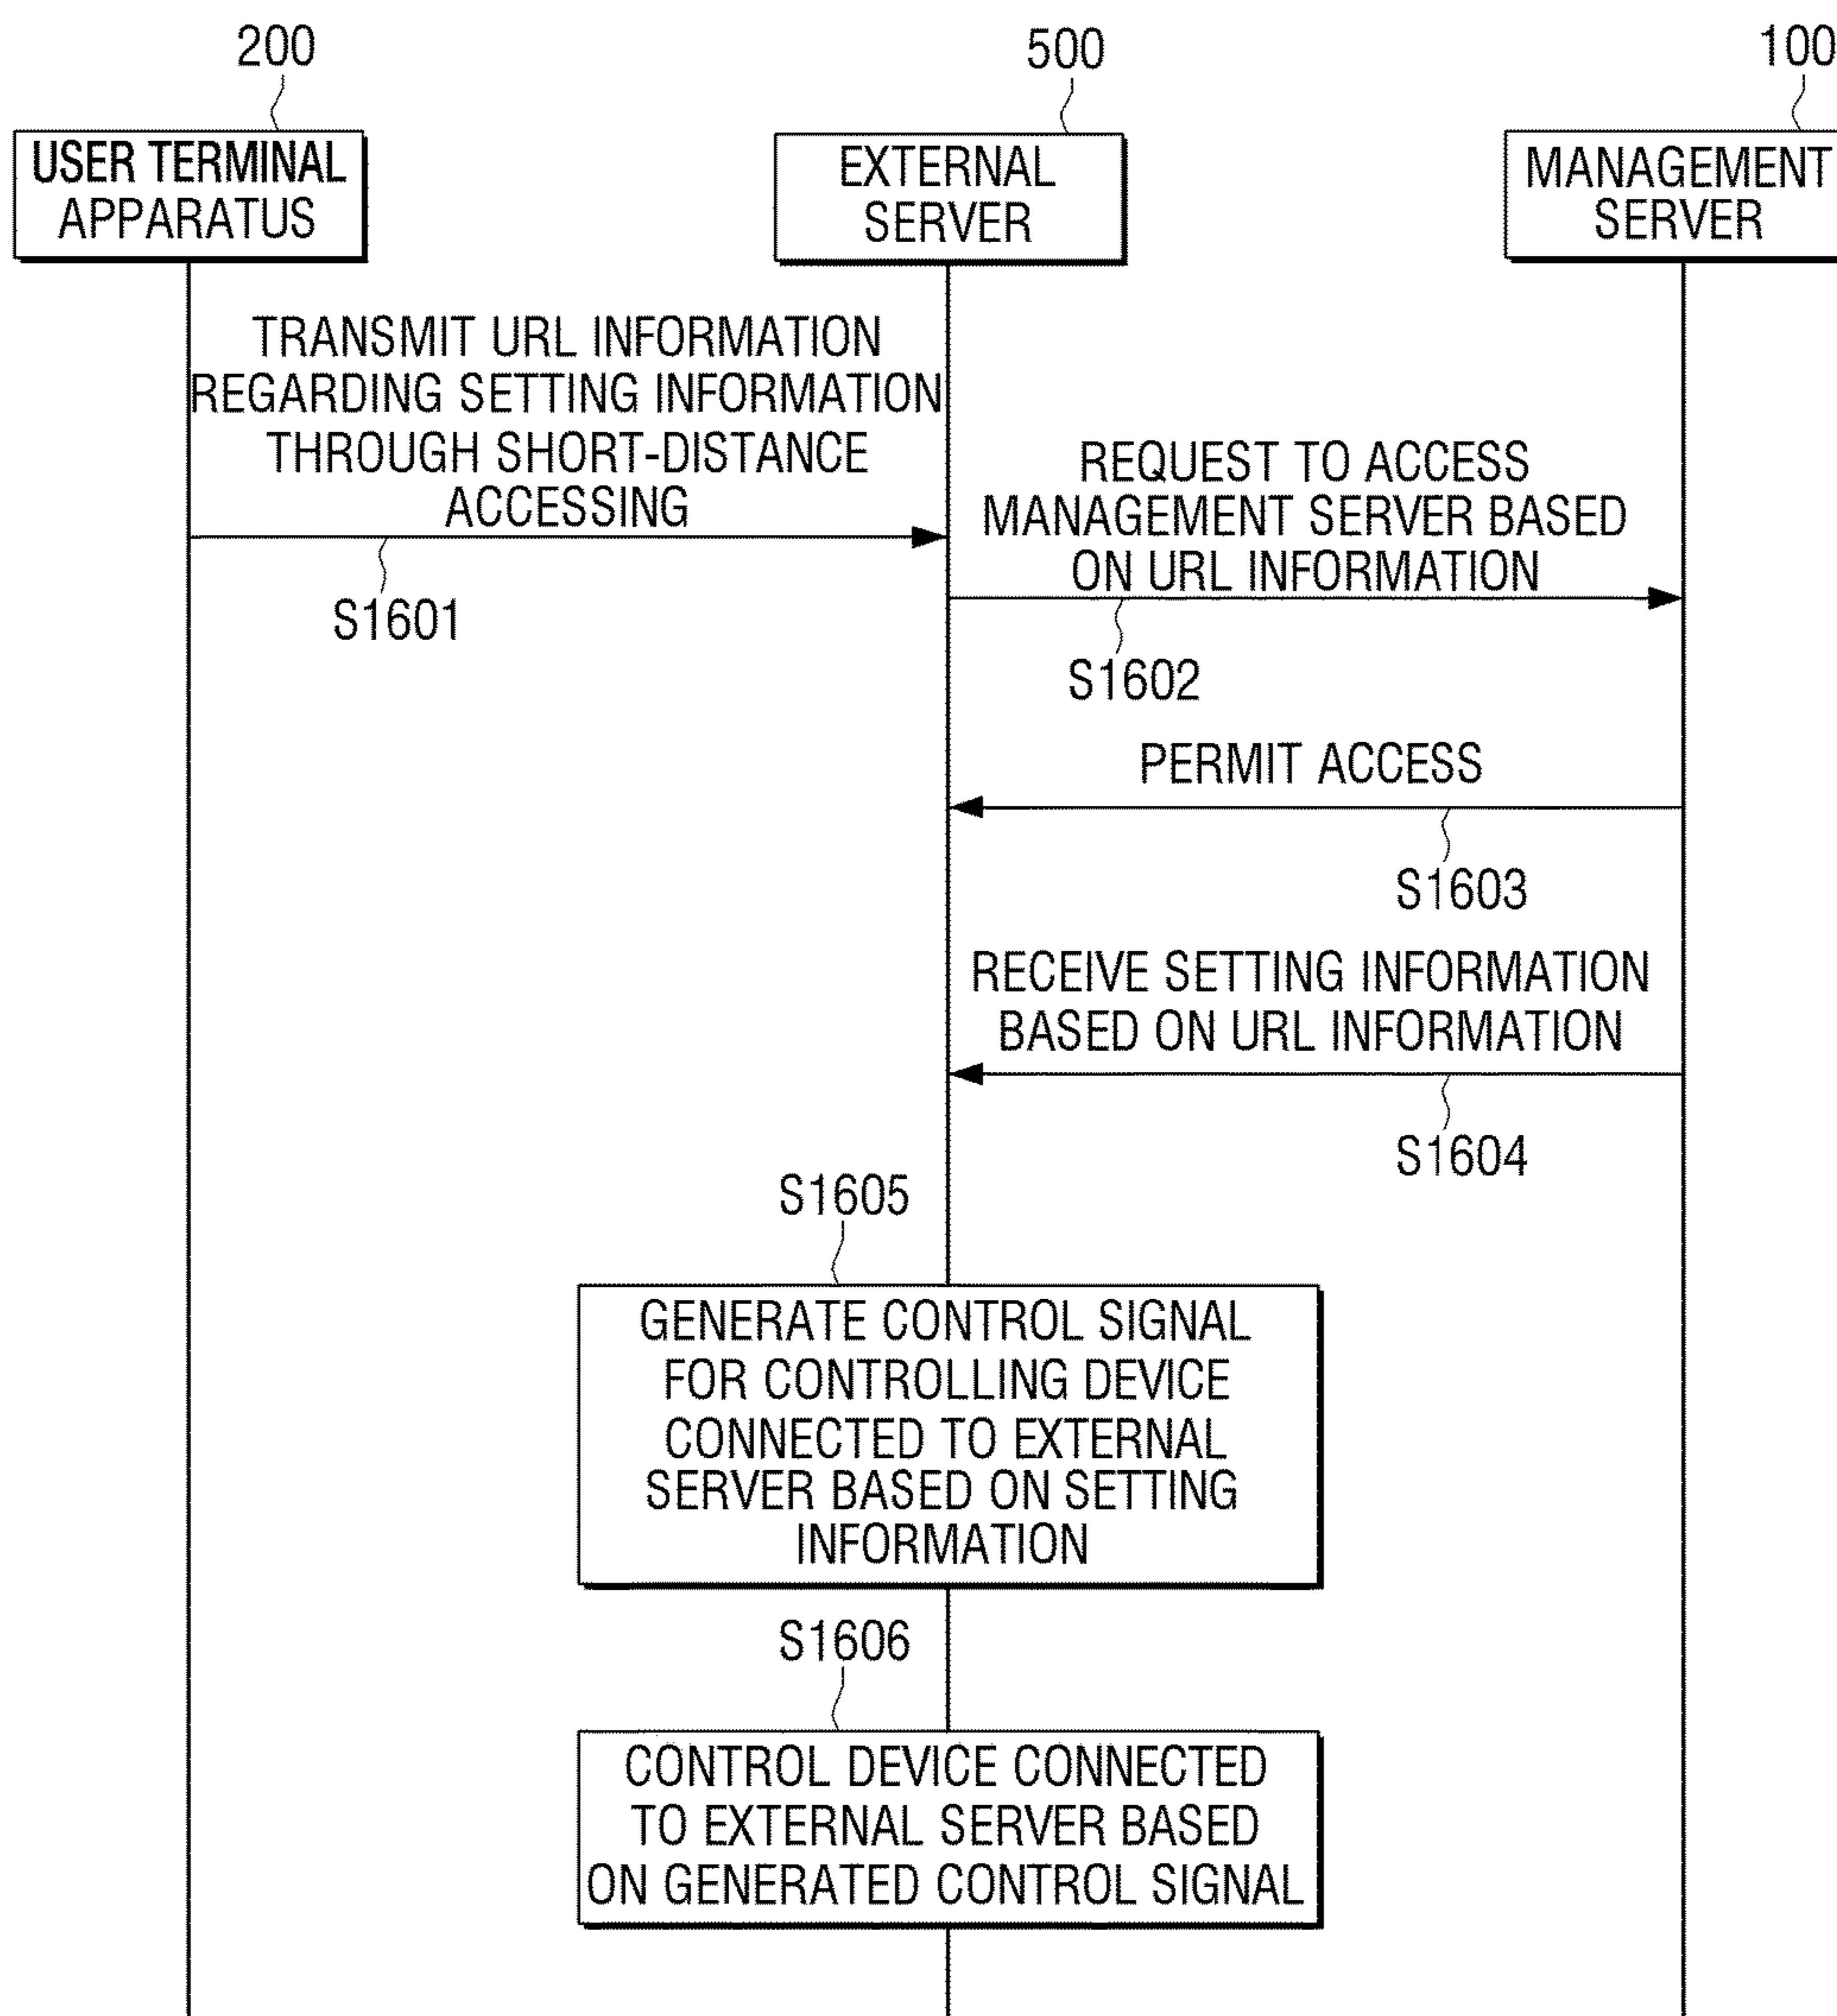 200
500
100
USER TERMINAL
APPARATUS
EXTERNAL
SERVER
MANAGEMENT
SERVER
TRANSMIT URL INFORMATION
REGARDING SETTING INFORMATION
THROUGH SHORT-DISTANCE
ACCESSING
S1601
REQUEST TO ACCESS
MANAGEMENT SERVER BASED
ON URL INFORMATION
S1602
PERMIT ACCESS
S1603
RECEIVE SETTING INFORMATION
BASED ON URL INFORMATION
S1604
S1605
GENERATE CONTROL SIGNAL
FOR CONTROLLING DEVICE
CONNECTED TO EXTERNAL
SERVER BASED ON SETTING
INFORMATION
S1606
CONTROL DEVICE CONNECTED
TO EXTERNAL SERVER BASED
ON GENERATED CONTROL SIGNAL